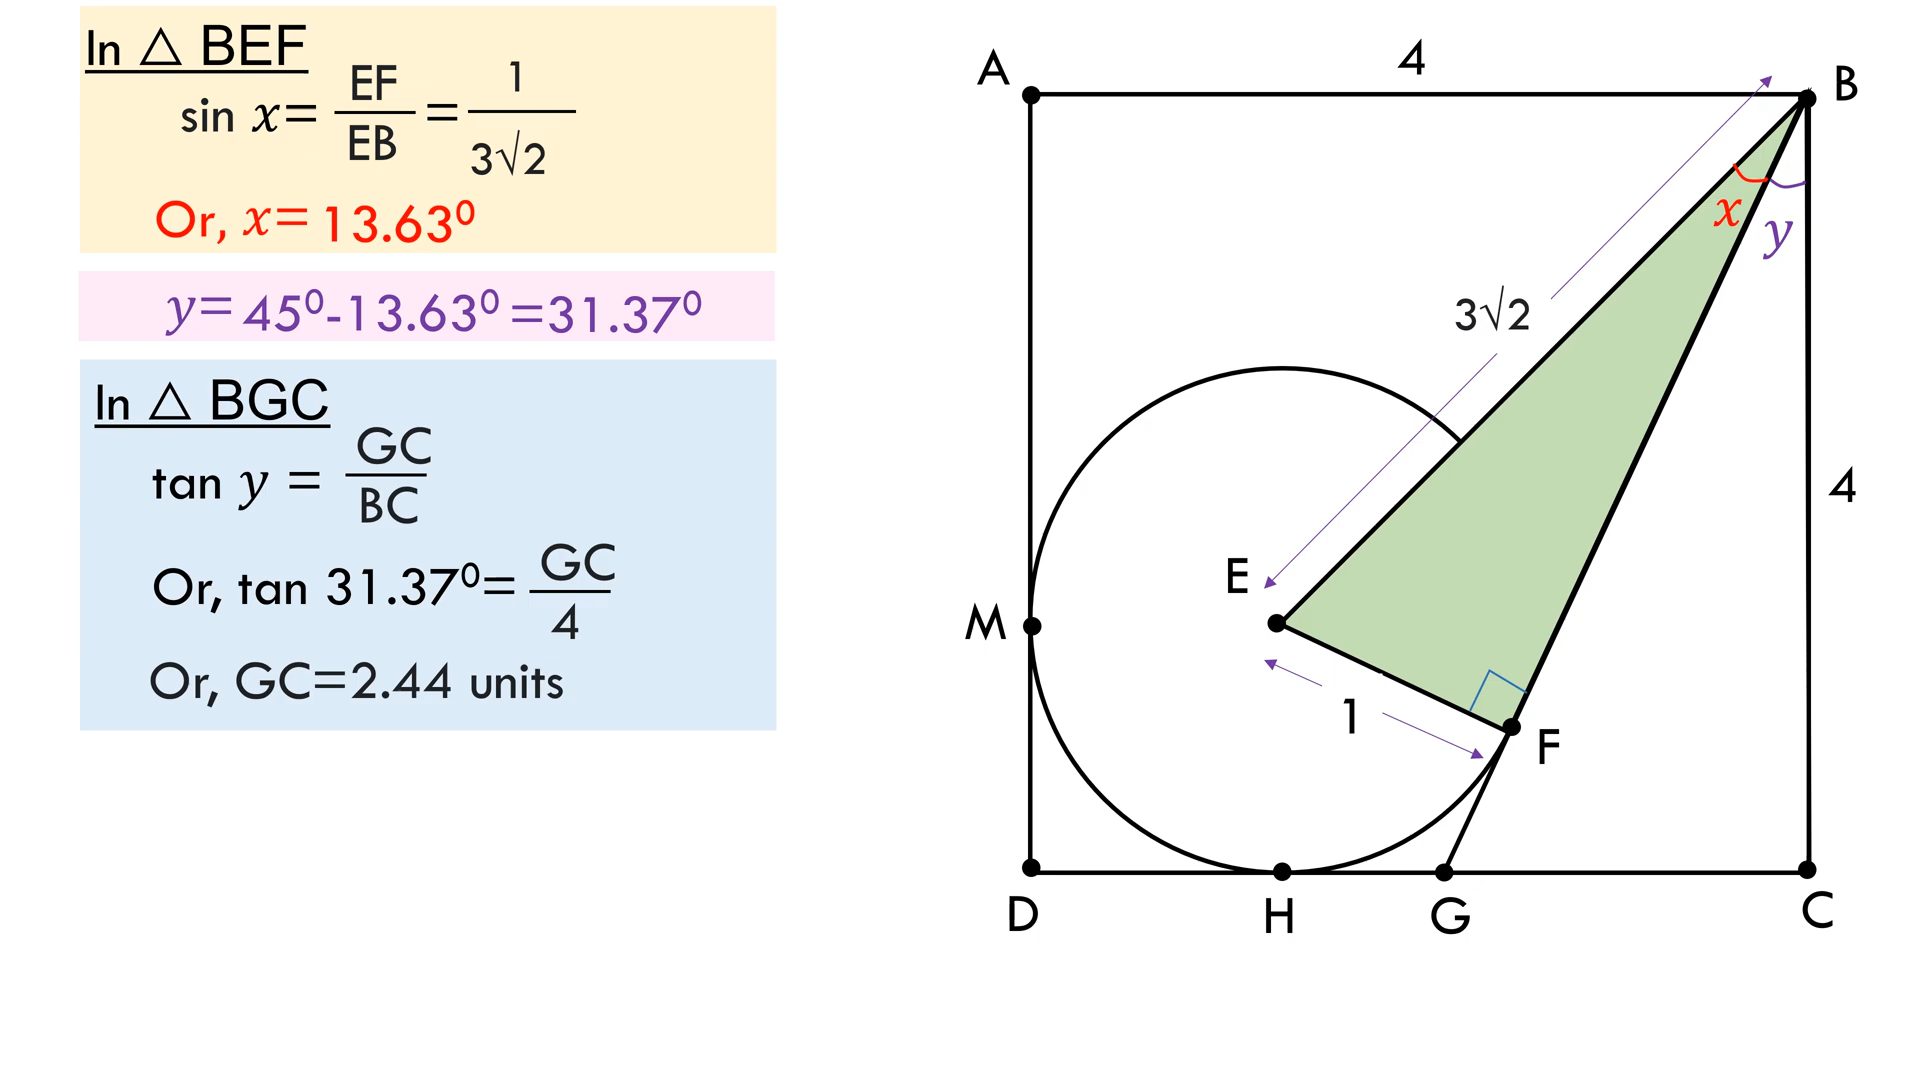 In △ BEF
sin x= EF/EB = 1/3√2
Or, x= 13.63⁰
y= 45⁰-13.63⁰ =31.37⁰
In △ BGC
tan y = GC/BC
Or, tan 31.37⁰= GC/4
Or, GC=2.44 units
A
4
B
x
y
3√2
4
E
M
1
F
D
H
G
C